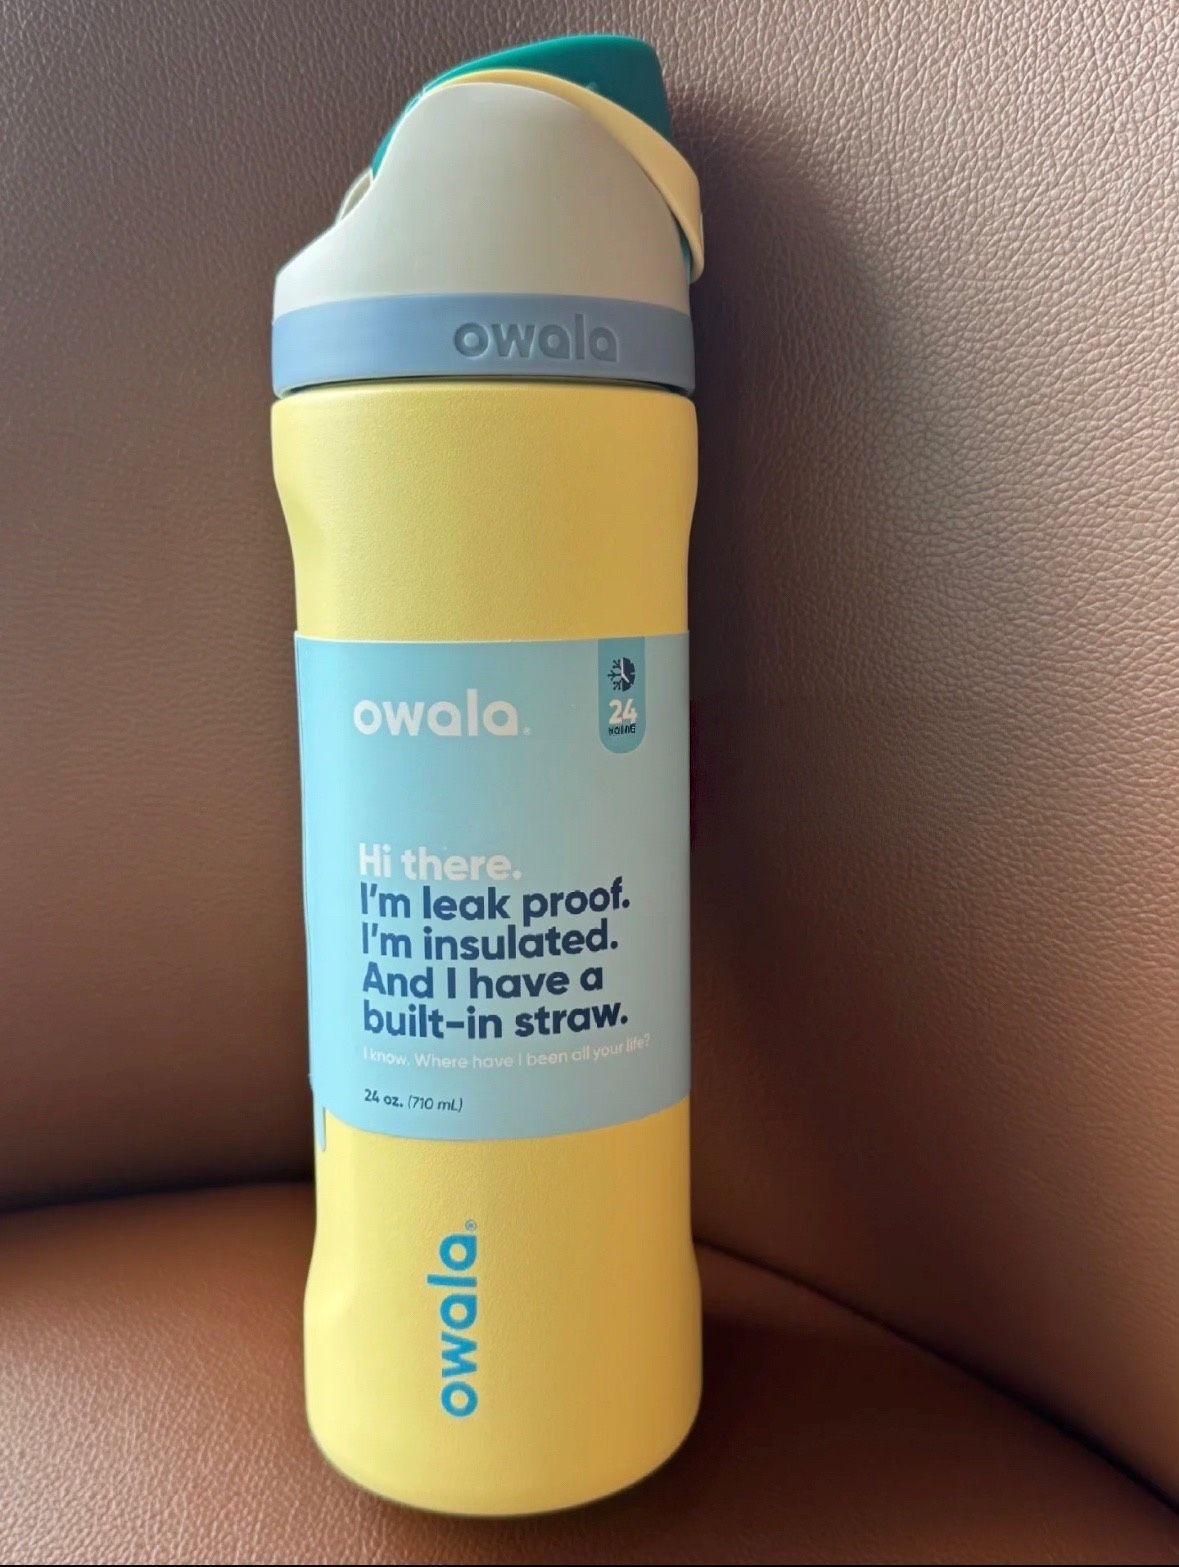 owala
owala®
24
Hi there.
I'm leak proof.
I'm insulated.
And I have a
built-in straw.
I know. Where have I been all your life?
24 oz. (710 mL)
owala®